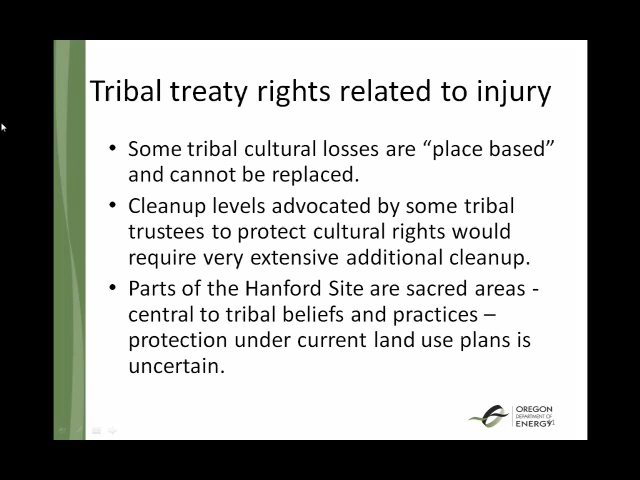 Tribal treaty rights related to injury
• Some tribal cultural losses are “place based”
and cannot be replaced.
• Cleanup levels advocated by some tribal
trustees to protect cultural rights would
require very extensive additional cleanup.
• Parts of the Hanford Site are sacred areas -
central to tribal beliefs and practices –
protection under current land use plans is
uncertain.
OREGON
DEPARTMENT OF
ENERGY